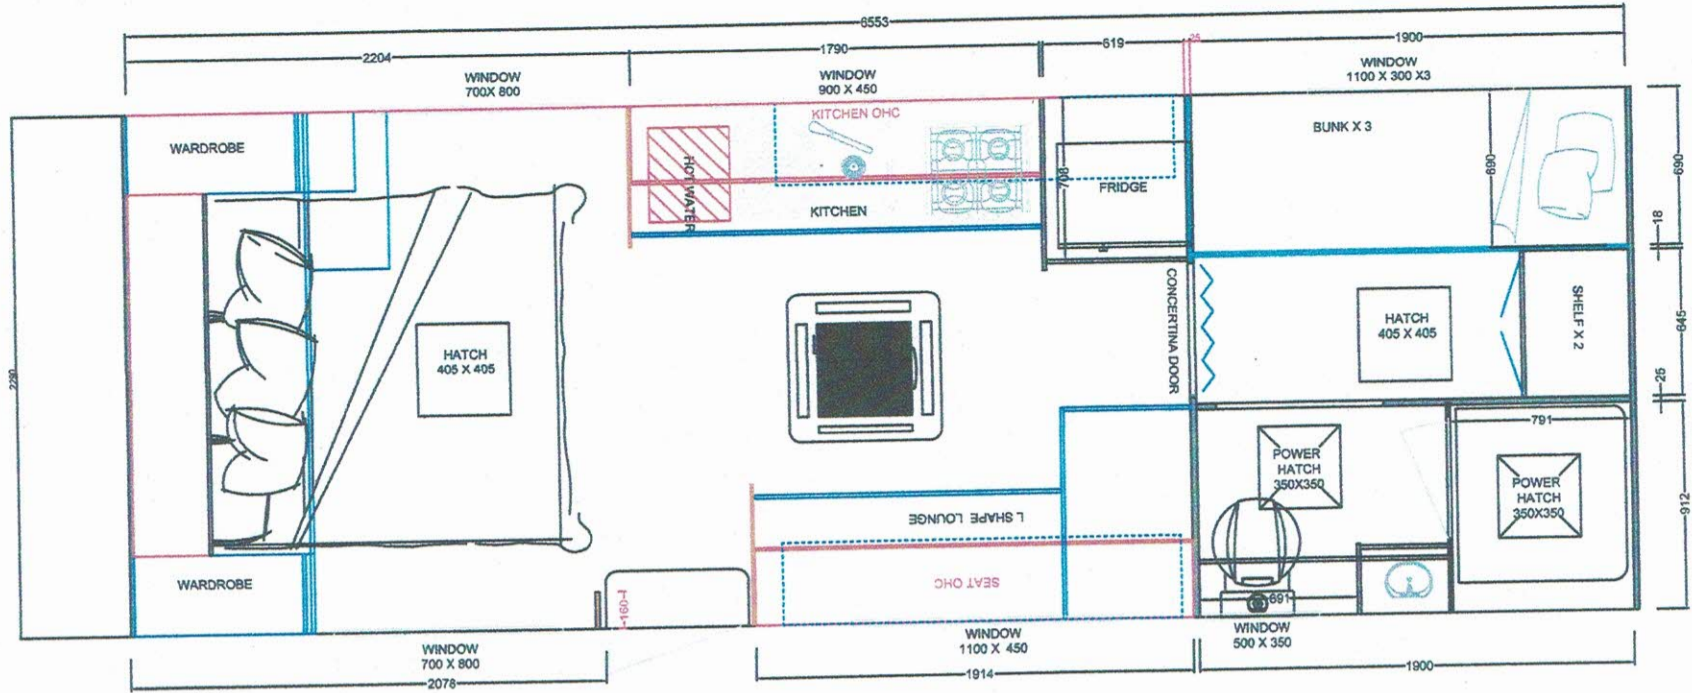 6553
2204
1790
619
25
1900
WINDOW
700X 800
WINDOW
900 X 450
WINDOW
1100 X 300 X3
WARDROBE
KITCHEN OHC
HOT WATER
KITCHEN
708
FRIDGE
BUNK X 3
690
690
18
HATCH
405 X 405
CONCERTINA DOOR
HATCH
405 X 405
SHELF X 2
645
25
2290
POWER
HATCH
350X350
791
POWER
HATCH
350X350
912
L SHAPE LOUNGE
SEAT OHC
WARDROBE
160
691
WINDOW
700 X 800
WINDOW
1100 X 450
WINDOW
500 X 350
2078
1914
1900